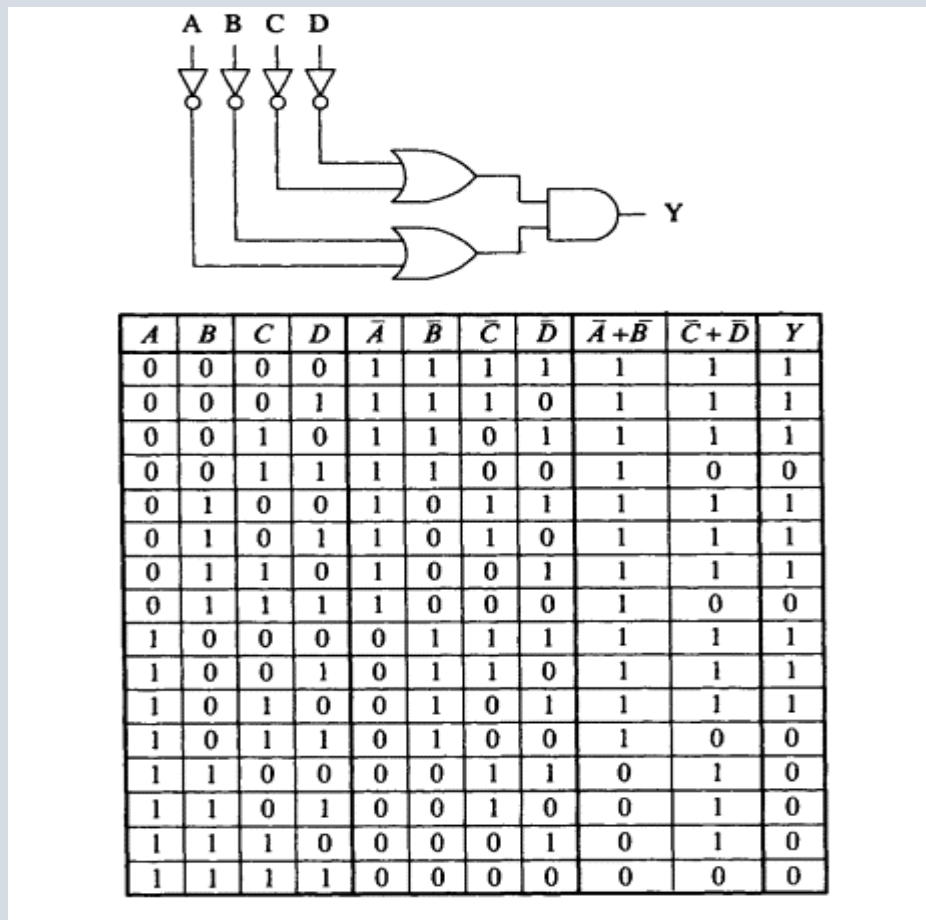 A B C D
Y
A B C D A̅ B̅ C̅ D̅ A̅+B̅ C̅+D̅ Y
0 0 0 0 1 1 1 1 1 1 1
0 0 0 1 1 1 1 0 1 1 1
0 0 1 0 1 1 0 1 1 1 1
0 0 1 1 1 1 0 0 1 0 0
0 1 0 0 1 0 1 1 1 1 1
0 1 0 1 1 0 1 0 1 1 1
0 1 1 0 1 0 0 1 1 1 1
0 1 1 1 1 0 0 0 1 0 0
1 0 0 0 0 1 1 1 1 1 1
1 0 0 1 0 1 1 0 1 1 1
1 0 1 0 0 1 0 1 1 1 1
1 0 1 1 0 1 0 0 1 0 0
1 1 0 0 0 0 1 1 0 1 0
1 1 0 1 0 0 1 0 0 1 0
1 1 1 0 0 0 0 1 0 1 0
1 1 1 1 0 0 0 0 0 0 0